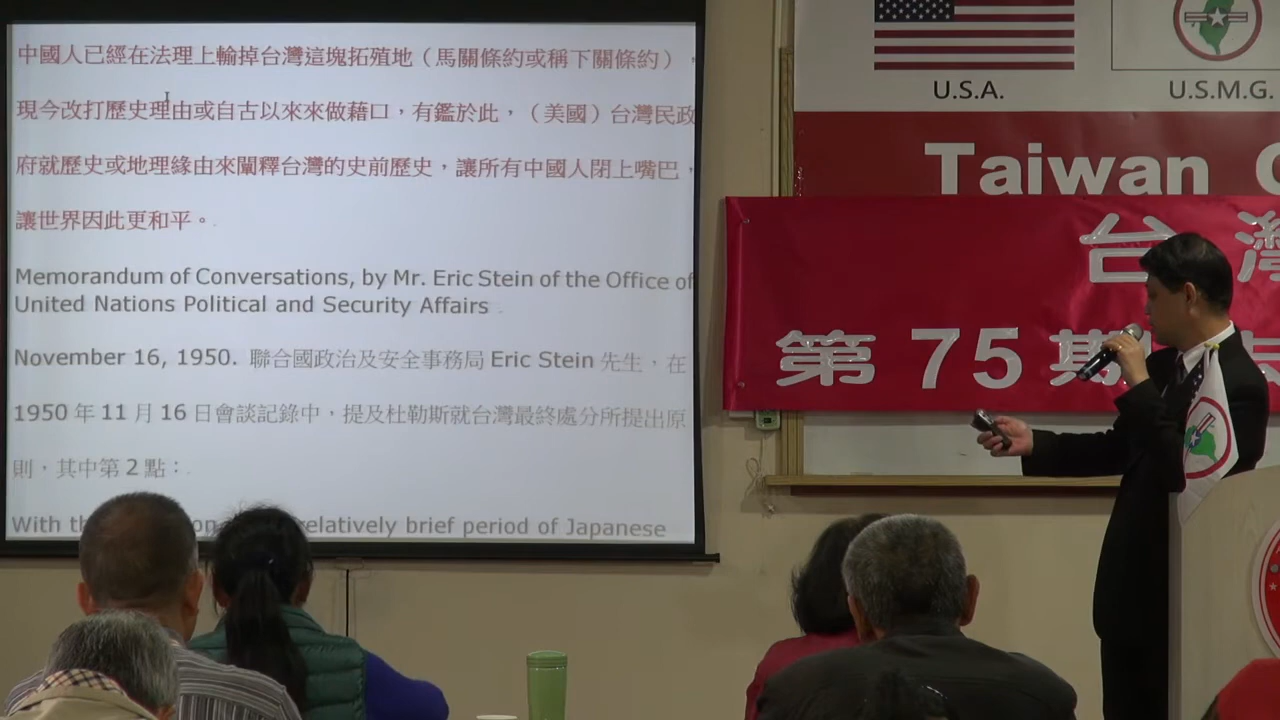 中國人已經在法理上輸掉台灣這塊拓殖地（馬關條約或稱下關條約），
現今改打歷史理由或自古以來來做藉口，有鑑於此，（美國）台灣民政
府就歷史或地理緣由來闡釋台灣的史前歷史，讓所有中國人閉上嘴巴，
讓世界因此更和平。
Memorandum of Conversations, by Mr. Eric Stein of the Office of
United Nations Political and Security Affairs
November 16, 1950. 聯合國政治及安全事務局 Eric Stein 先生，在
1950 年 11 月 16 日會談記錄中，提及杜勒斯就台灣最終處分所提出原
則，其中第 2 點：
With relatively brief period of Japanese
U.S.A.
U.S.M.G.
Taiwan
台灣
第 75 期